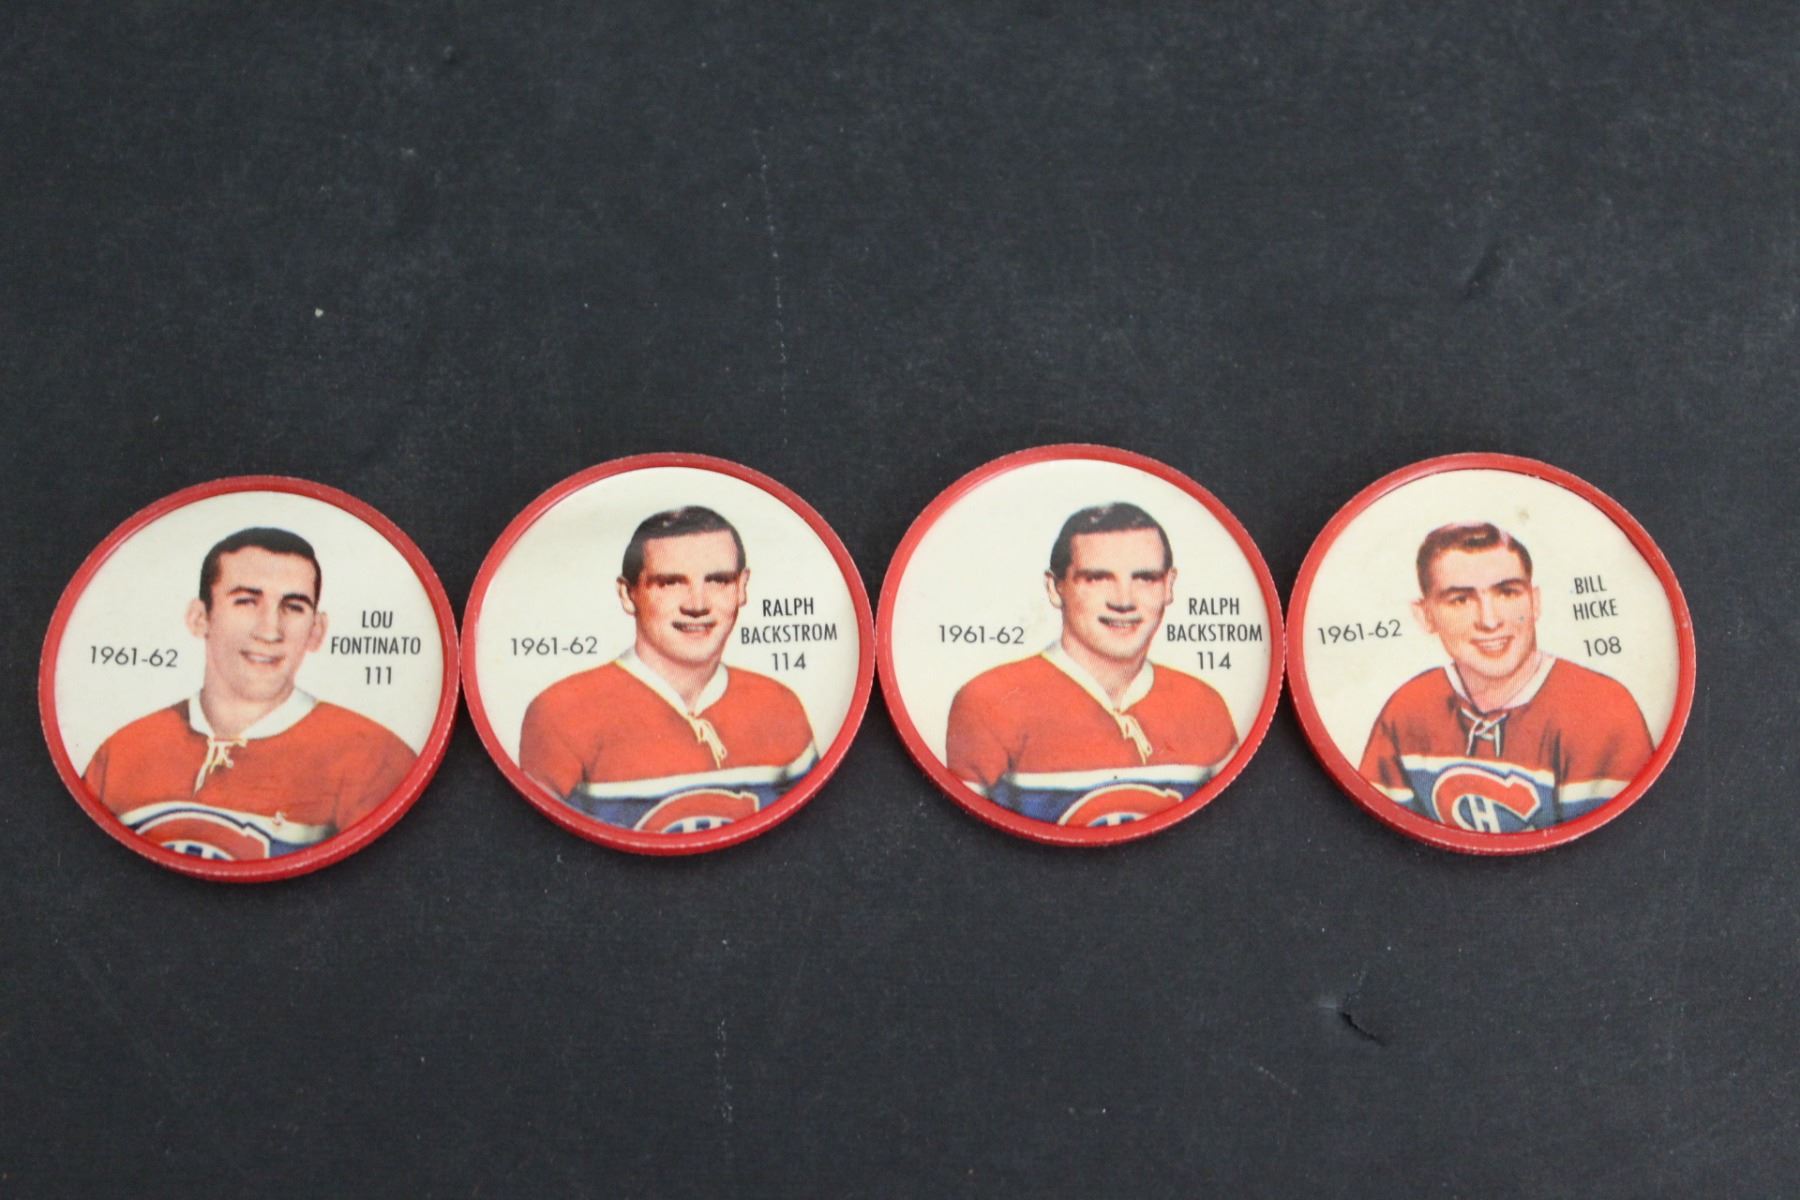 1961-62
LOU
FONTINATO
111
1961-62
RALPH
BACKSTROM
114
1961-62
RALPH
BACKSTROM
114
1961-62
BILL
HICKE
108